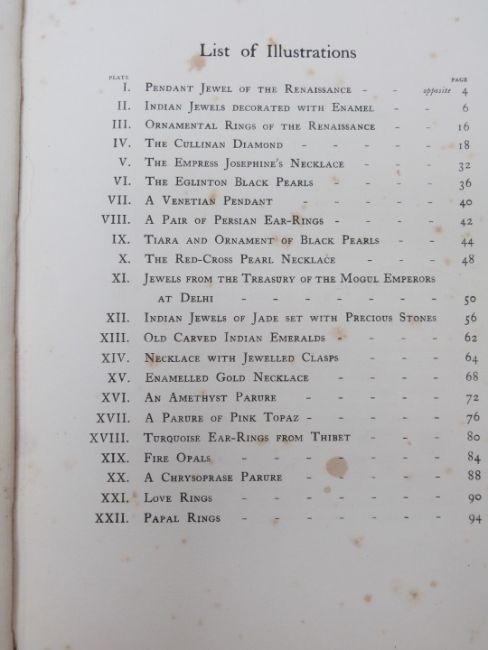 List of Illustrations
PLATE PAGE
I. Pendant Jewel of the Renaissance - - opposite 4
II. Indian Jewels decorated with Enamel - - 6
III. Ornamental Rings of the Renaissance - - 16
IV. The Cullinan Diamond - - - - 18
V. The Empress Josephine's Necklace - - - 32
VI. The Eglinton Black Pearls - - - - 36
VII. A Venetian Pendant - - - - - 40
VIII. A Pair of Persian Ear-Rings - - - - 42
IX. Tiara and Ornament of Black Pearls - - 44
X. The Red-Cross Pearl Necklace - - - 48
XI. Jewels from the Treasury of the Mogul Emperors
at Delhi - - - - - - - 50
XII. Indian Jewels of Jade set with Precious Stones 56
XIII. Old Carved Indian Emeralds - - - - 62
XIV. Necklace with Jewelled Clasps - - - 64
XV. Enamelled Gold Necklace - - - - 68
XVI. An Amethyst Parure - - - - - 72
XVII. A Parure of Pink Topaz - - - - - 76
XVIII. Turquoise Ear-Rings from Thibet - - - 80
XIX. Fire Opals - - - - - - - 84
XX. A Chrysoprase Parure - - - - - 88
XXI. Love Rings - - - - - - - 90
XXII. Papal Rings - - - - - - - 94